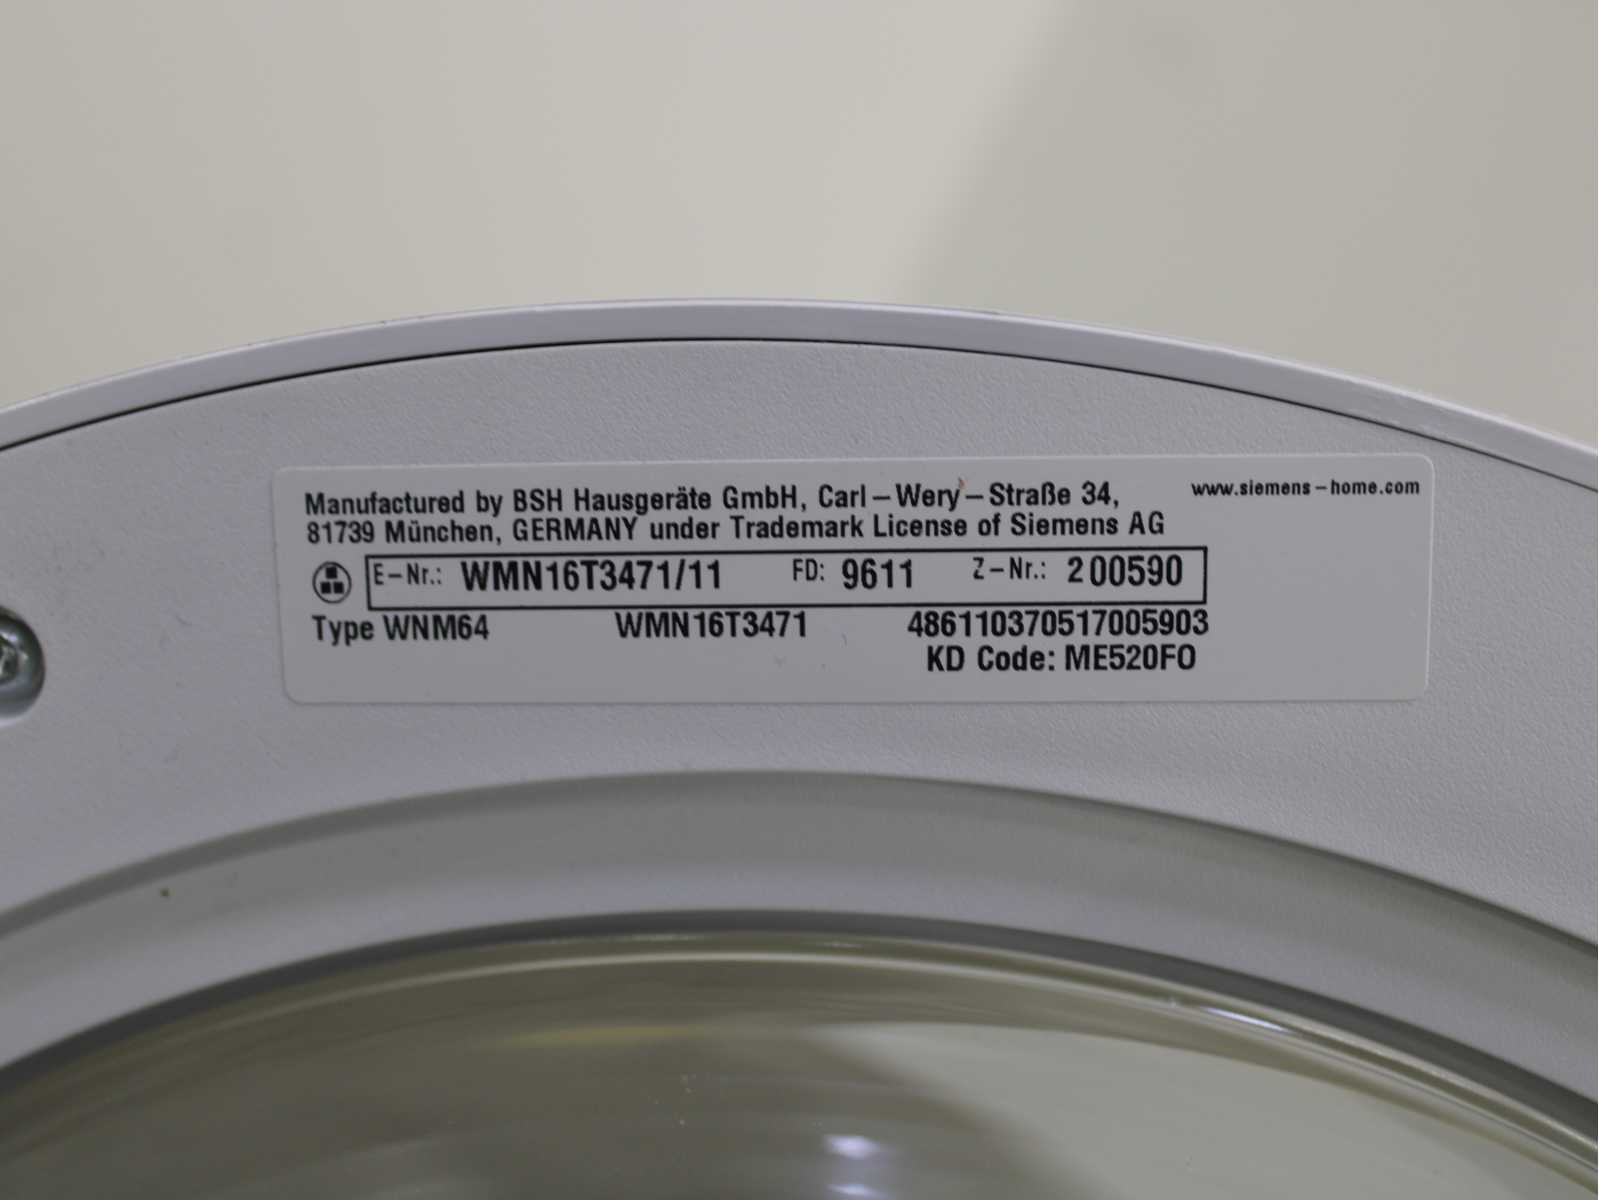 Manufactured by BSH Hausgeräte GmbH, Carl-Wery-Straße 34,
81739 München, GERMANY under Trademark License of Siemens AG
www.siemens-home.com
E-Nr.: WMN16T3471/11 FD: 9611 Z-Nr.: 200590
Type WNM64 WMN16T3471 486110370517005903
KD Code: ME520FO